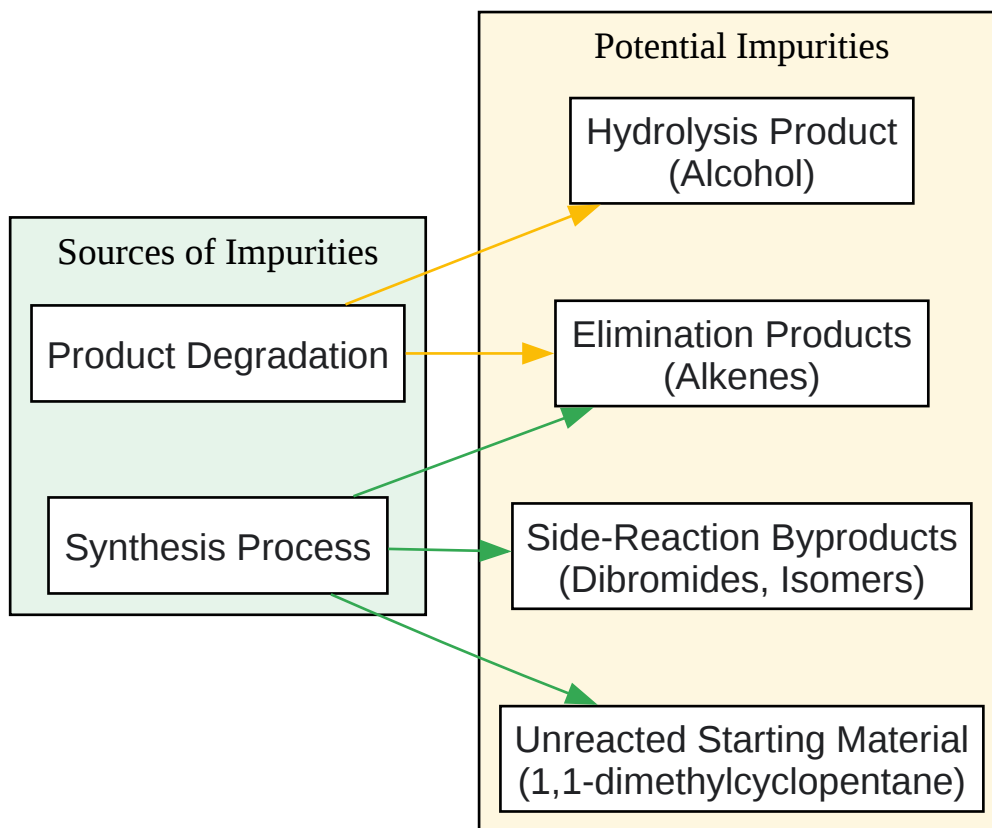 Sources of Impurities
Product Degradation
Synthesis Process
Potential Impurities
Hydrolysis Product
(Alcohol)
Elimination Products
(Alkenes)
Side-Reaction Byproducts
(Dibromides, Isomers)
Unreacted Starting Material
(1,1-dimethylcyclopentane)